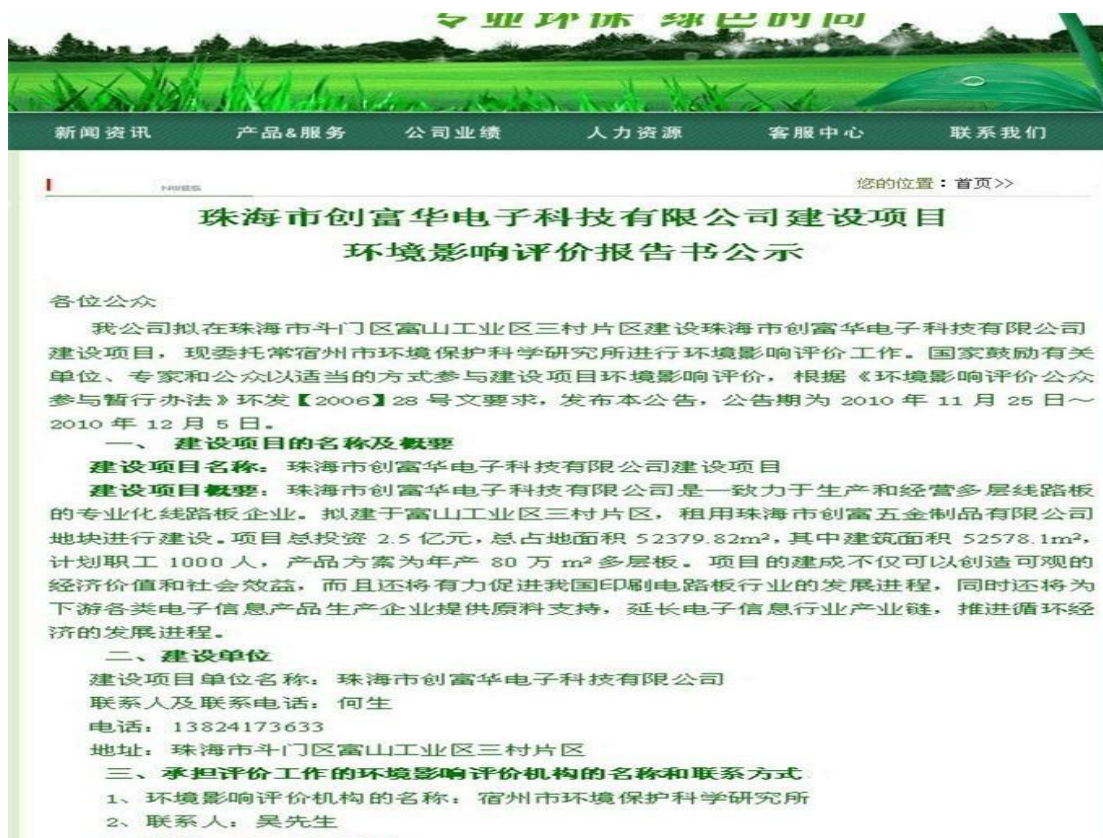 专业环保 绿色时间
新闻资讯 产品&服务 公司业绩 人力资源 客服中心 联系我们
您的位置：首页>>
珠海市创富华电子科技有限公司建设项目
环境影响评价报告书公示
各位公众
我公司拟在珠海市斗门区富山工业区三村片区建设珠海市创富华电子科技有限公司
建设项目，现委托常宿州市环境保护科学研究所进行环境影响评价工作。国家鼓励有关
单位、专家和公众以适当的方式参与建设项目环境影响评价，根据《环境影响评价公众
参与暂行办法》环发【2006】28 号文要求，发布本公告，公告期为 2010 年 11 月 25 日～
2010 年 12 月 5 日。
一、 建设项目的名称及概要
建设项目名称：珠海市创富华电子科技有限公司建设项目
建设项目概要：珠海市创富华电子科技有限公司是一致力于生产和经营多层线路板
的专业化线路板企业。拟建于富山工业区三村片区，租用珠海市创富五金制品有限公司
地块进行建设。项目总投资 2.5 亿元，总占地面积 52379.82m²，其中建筑面积 52578.1m²，
计划职工 1000 人，产品方案为年产 80 万 m²多层板。项目的建成不仅可以创造可观的
经济价值和社会效益，而且还将有力促进我国印刷电路板行业的发展进程，同时还将为
下游各类电子信息产品生产企业提供原料支持，延长电子信息行业产业链，推进循环经
济的发展进程。
二、建设单位
建设项目单位名称：珠海市创富华电子科技有限公司
联系人及联系电话：何生
电话：13824173633
地址：珠海市斗门区富山工业区三村片区
三、承担评价工作的环境影响评价机构的名称和联系方式
1、环境影响评价机构的名称：宿州市环境保护科学研究所
2、联系人：吴先生